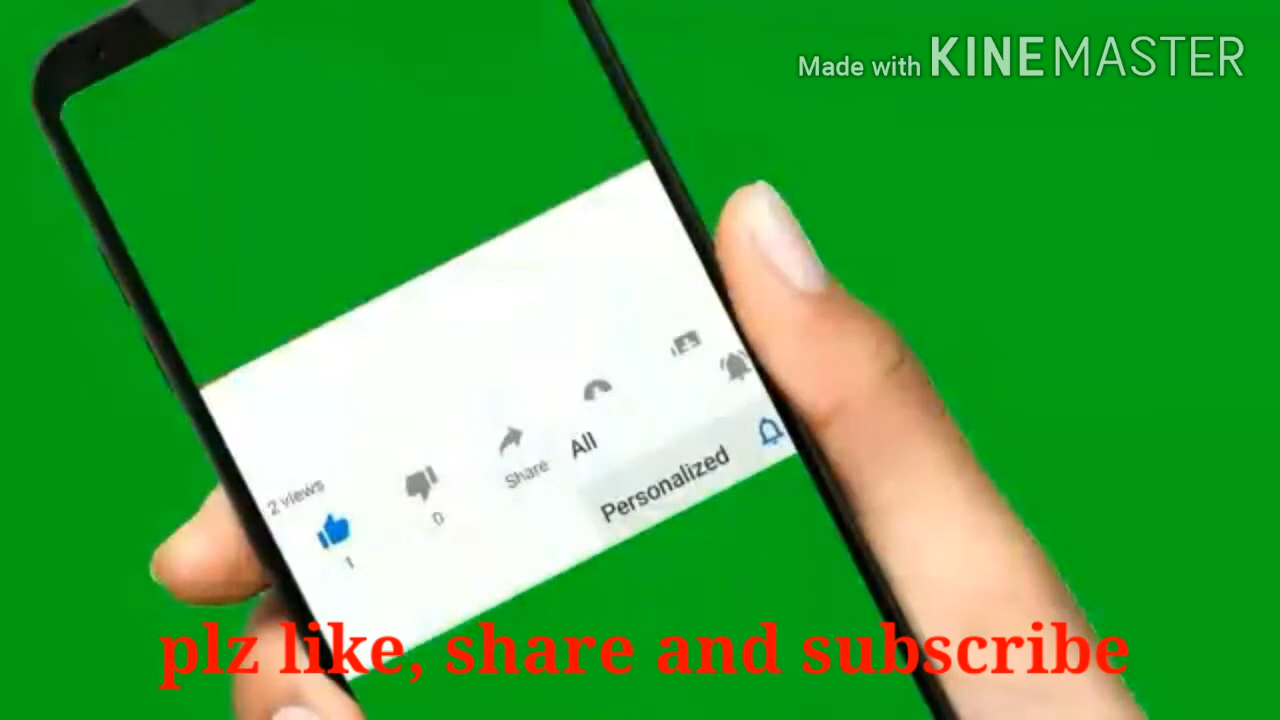 Made with KINEMASTER
All
Personalized
Share
2 views
0
1
plz like, share and subscribe